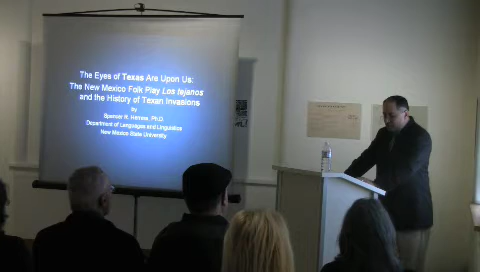 The Eyes of Texas Are Upon Us:
The New Mexico Folk Play Los tejanos
and the History of Texan Invasions
by
Spencer R. Herrera, Ph.D.
Department of Languages and Linguistics
New Mexico State University